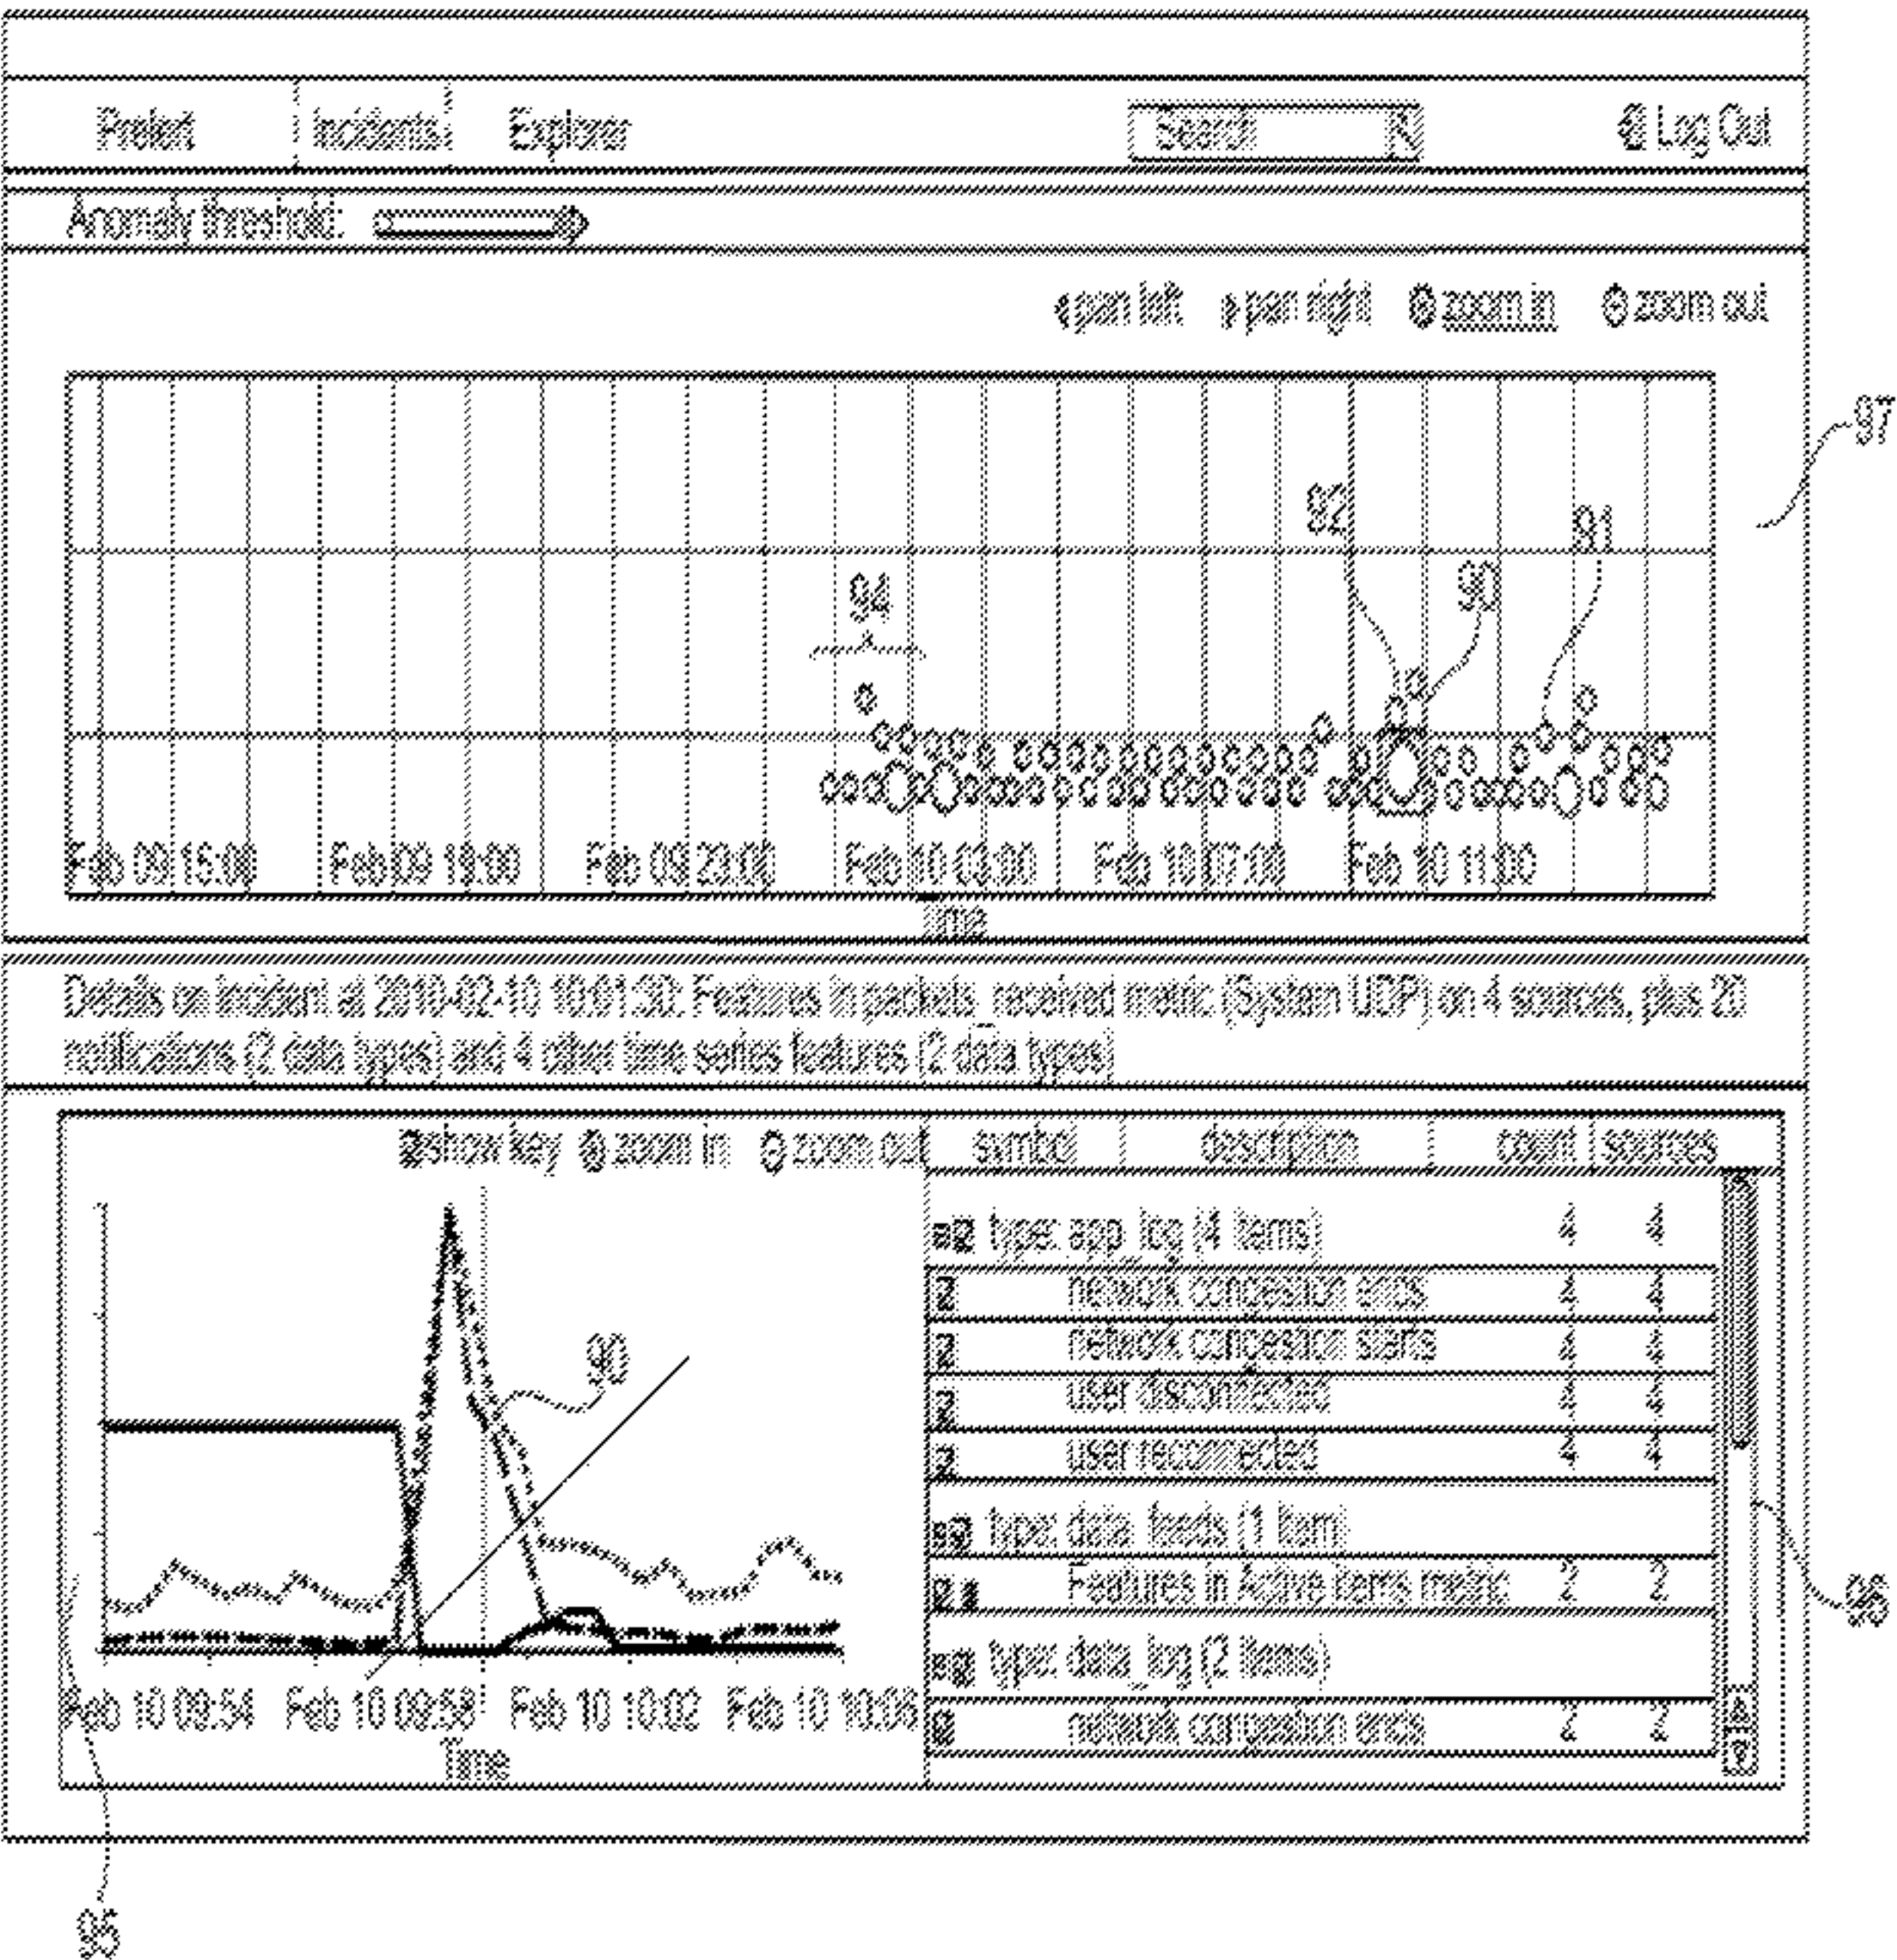 Prelert Incidents Explorer Search Log Out
Anomaly threshold:
pan left pan right zoom in zoom out
97
92
91
90
94
Feb 09 15:00 Feb 09 19:00 Feb 09 23:00 Feb 10 03:00 Feb 10 07:00 Feb 10 11:00
Time
Details on incident at 2010-02-10 10:01:30: Features in packets_received metric (System UDP) on 4 sources, plus 20
notifications (2 data types) and 4 other time series features (2 data types)
show key zoom in zoom out
symbol description count sources
type: app_log (4 items) 4 4
2 network congestion ends 4 4
2 network congestion starts 4 4
2 user disconnected 4 4
2 user reconnected 4 4
type: data_feeds (1 item)
Features in Active items metric 2 2
type: data_log (2 items)
network congestion ends 2 2
90
Feb 10 09:54 Feb 10 09:58 Feb 10 10:02 Feb 10 10:06
Time
96
95